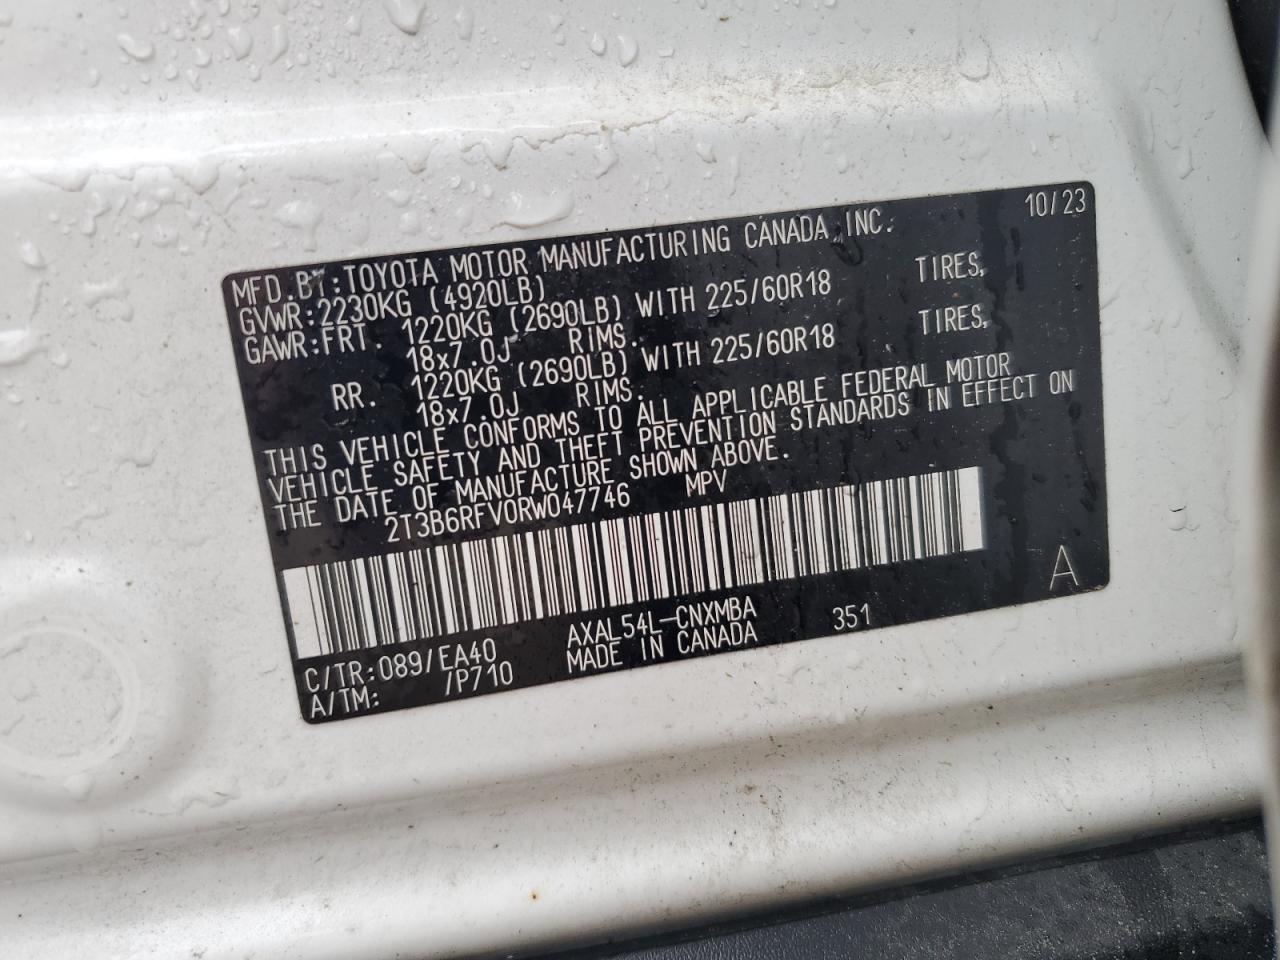 10/23
MFD.BY:TOYOTA MOTOR MANUFACTURING CANADA,INC.
GVWR:2230KG (4920LB)
GAWR:FRT. 1220KG (2690LB) WITH 225/60R18 TIRES,
18x7.0J RIMS.
RR. 1220KG (2690LB) WITH 225/60R18 TIRES,
18x7.0J RIMS.
THIS VEHICLE CONFORMS TO ALL APPLICABLE FEDERAL MOTOR
VEHICLE SAFETY AND THEFT PREVENTION STANDARDS IN EFFECT ON
THE DATE OF MANUFACTURE SHOWN ABOVE.
2T3B6RFV0RW047746 MPV
A
C/TR:089/EA40 AXAL54L-CNXMBA 351
A/TM: /P710 MADE IN CANADA